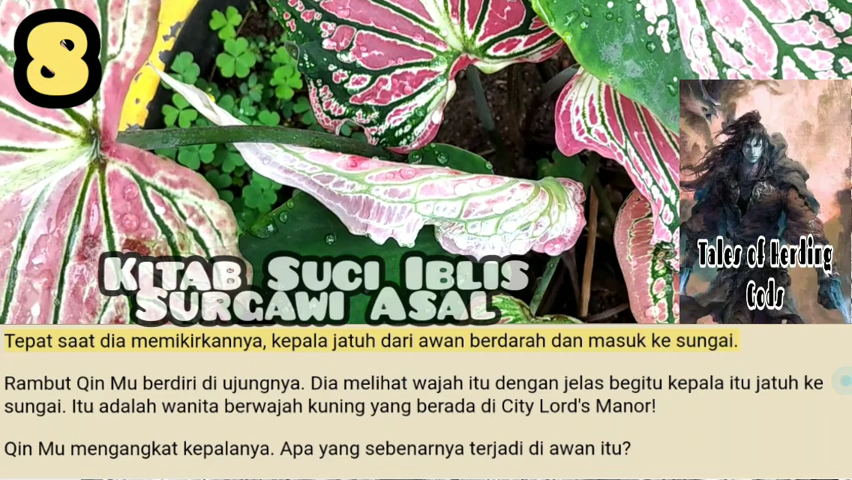 8
Tales of Herding
Gods
Kitab Suci Iblis
Surgawi Asal
Tepat saat dia memikirkannya, kepala jatuh dari awan berdarah dan masuk ke sungai.
Rambut Qin Mu berdiri di ujungnya. Dia melihat wajah itu dengan jelas begitu kepala itu jatuh ke
sungai. Itu adalah wanita berwajah kuning yang berada di City Lord's Manor!
Qin Mu mengangkat kepalanya. Apa yang sebenarnya terjadi di awan itu?